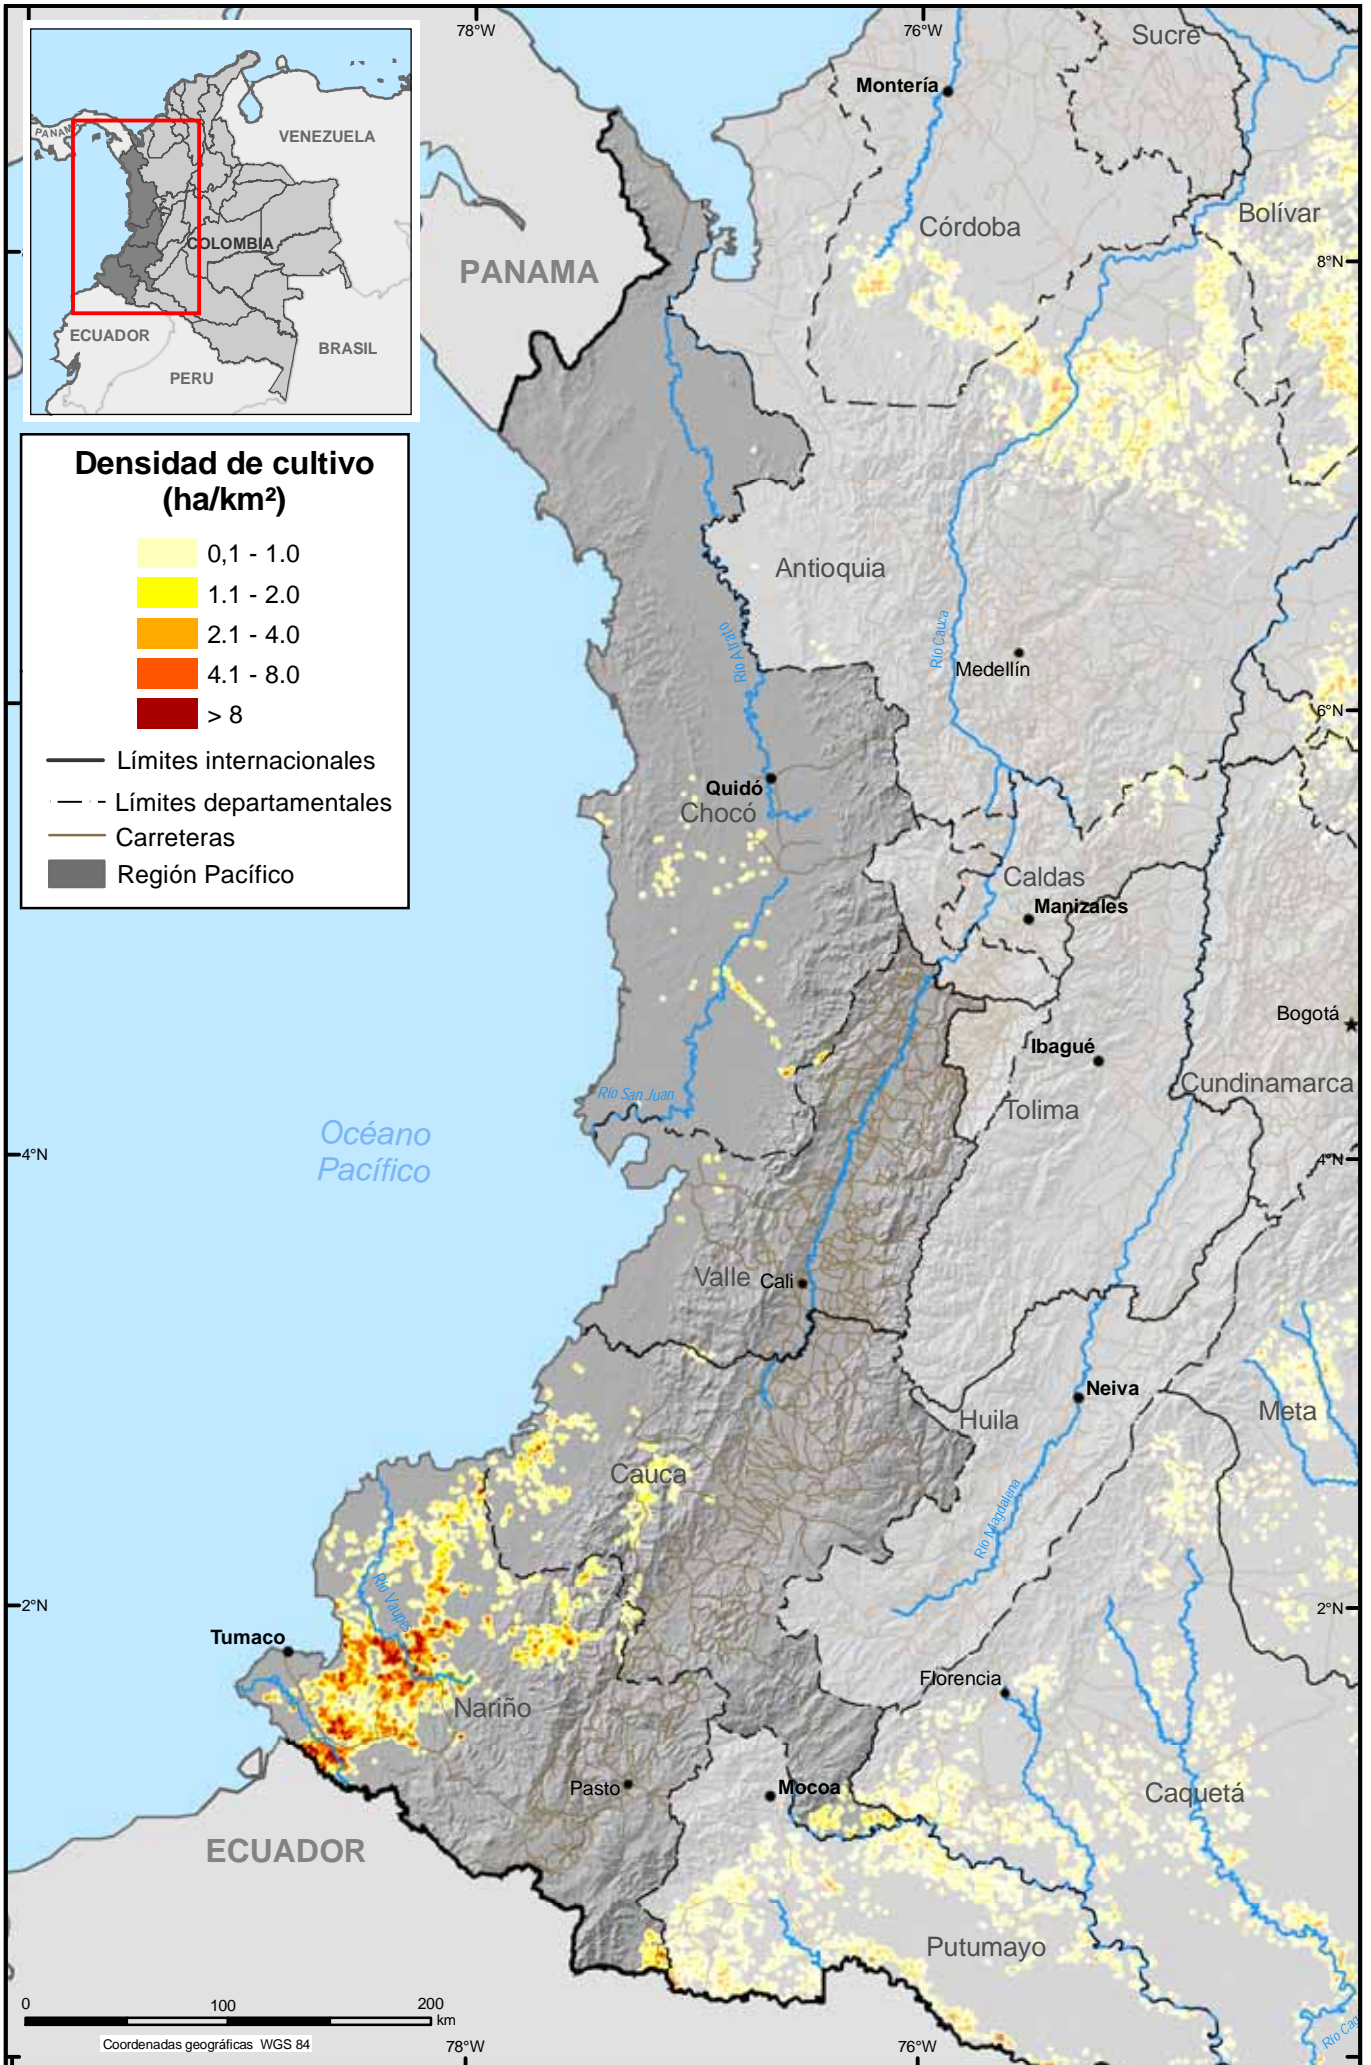 78°W
76°W
Sucre
Montería
PANAMA
VENEZUELA
COLOMBIA
ECUADOR
PERU
BRASIL
Córdoba
Bolívar
PANAMA
8°N
Densidad de cultivo
(ha/km²)
0,1 - 1.0
1.1 - 2.0
2.1 - 4.0
4.1 - 8.0
> 8
Límites internacionales
Límites departamentales
Carreteras
Región Pacífico
Antioquia
Río Atrato
Río Cauca
Medellín
6°N
Quidó
Chocó
Caldas
Manizales
Bogotá
Ibagué
Cundinamarca
Tolima
Río San Juan
Océano
Pacífico
4°N
4°N
Valle
Cali
Neiva
Huila
Meta
Cauca
Río Magdalena
Río Vaupés
2°N
2°N
Tumaco
Florencia
Nariño
Pasto
Mocoa
Caquetá
ECUADOR
Putumayo
0
100
200
km
Coordenadas geográficas WGS 84
78°W
76°W
Río Caq